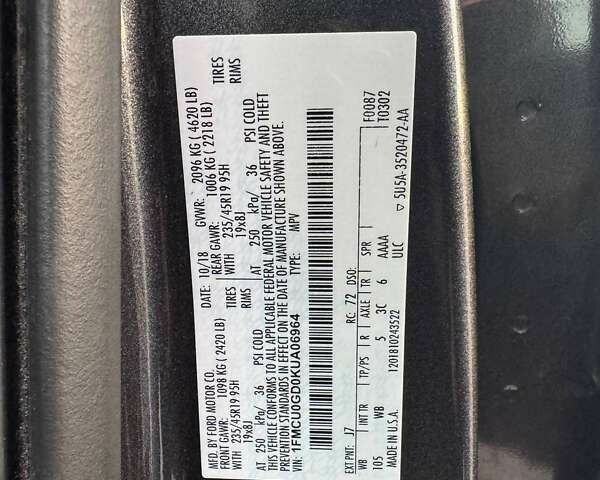 MFD. BY FORD MOTOR CO. DATE: 10/18 GVWR: 2096 KG ( 4620 LB)
FRONT GAWR: 1098 KG ( 2420 LB) REAR GAWR: 1006 KG ( 2218 LB)
WITH 235/45R19 95H TIRES WITH 235/45R19 95H TIRES
19x8J RIMS 19x8J RIMS
AT 250 kPa/ 36 PSI COLD AT 250 kPa/ 36 PSI COLD
THIS VEHICLE CONFORMS TO ALL APPLICABLE FEDERAL MOTOR VEHICLE SAFETY AND THEFT
PREVENTION STANDARDS IN EFFECT ON THE DATE OF MANUFACTURE SHOWN ABOVE.
VIN: 1FMCU0GD0KUA06964 TYPE: MPV
F0087
T0302
EXT PNT: J7 RC: 72 DSO:
WB INT TR TP/PS R AXLE TR SPR
105 WB 5 3C 6 AAAA
ULC
MADE IN U.S.A. 1201810243522
▽ 5U5A-3520472-AA